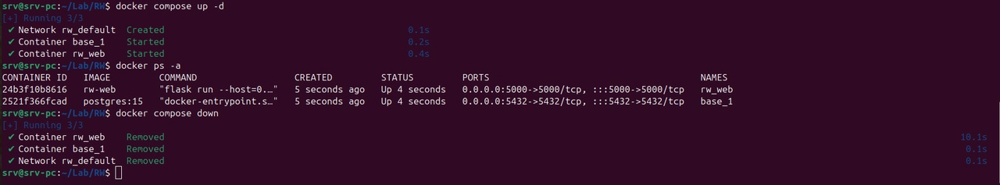 srv@srv-pc:~/Lab/RW$ docker compose up -d
[+] Running 3/3
✔ Network rw_default  Created  0.1s
✔ Container base_1  Started  0.2s
✔ Container rw_web  Started  0.4s
srv@srv-pc:~/Lab/RW$ docker ps -a
CONTAINER ID   IMAGE         COMMAND                  CREATED         STATUS         PORTS                                       NAMES
24b3f10b8616   rw-web        "flask run --host=0.…"   5 seconds ago   Up 4 seconds   0.0.0.0:5000->5000/tcp, :::5000->5000/tcp   rw_web
2521f366fcad   postgres:15   "docker-entrypoint.s…"   5 seconds ago   Up 4 seconds   0.0.0.0:5432->5432/tcp, :::5432->5432/tcp   base_1
srv@srv-pc:~/Lab/RW$ docker compose down
[+] Running 3/3
✔ Container rw_web  Removed  10.1s
✔ Container base_1  Removed  0.1s
✔ Network rw_default  Removed  0.1s
srv@srv-pc:~/Lab/RW$